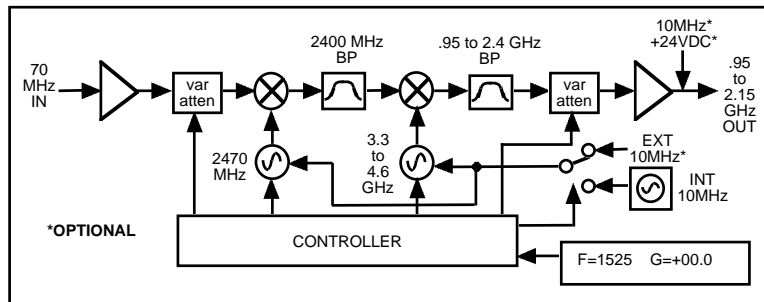 70
MHz
IN
var
atten
2400 MHz
BP
.95 to 2.4 GHz
BP
var
atten
10MHz*
+24VDC*
.95
to
2.15
GHz
OUT
2470
MHz
3.3
to
4.6
GHz
EXT
10MHz*
INT
10MHz
*OPTIONAL
CONTROLLER
F=1525 G=+00.0